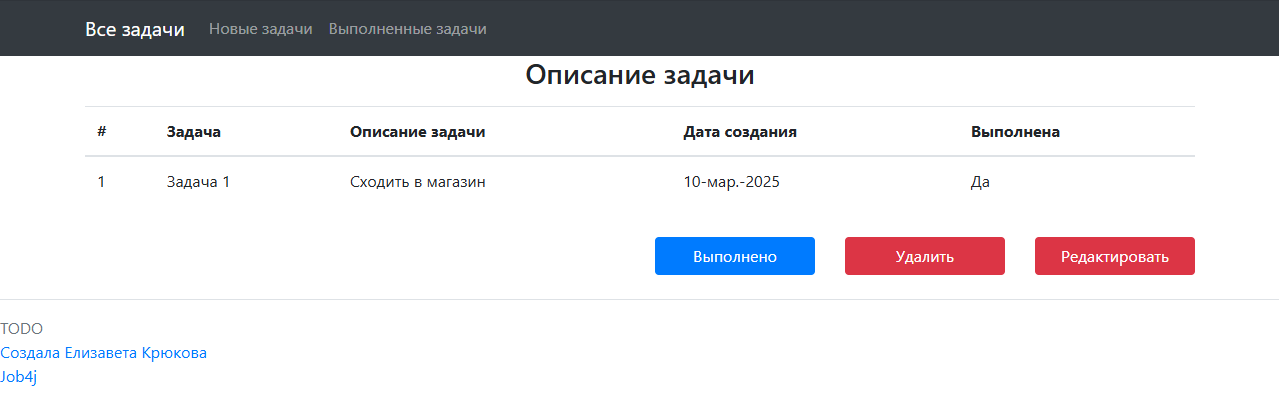 Все задачи Новые задачи Выполненные задачи
Описание задачи
# Задача Описание задачи Дата создания Выполнена
1 Задача 1 Сходить в магазин 10-мар.-2025 Да
Выполнено Удалить Редактировать
TODO
Создала Елизавета Крюкова
Job4j